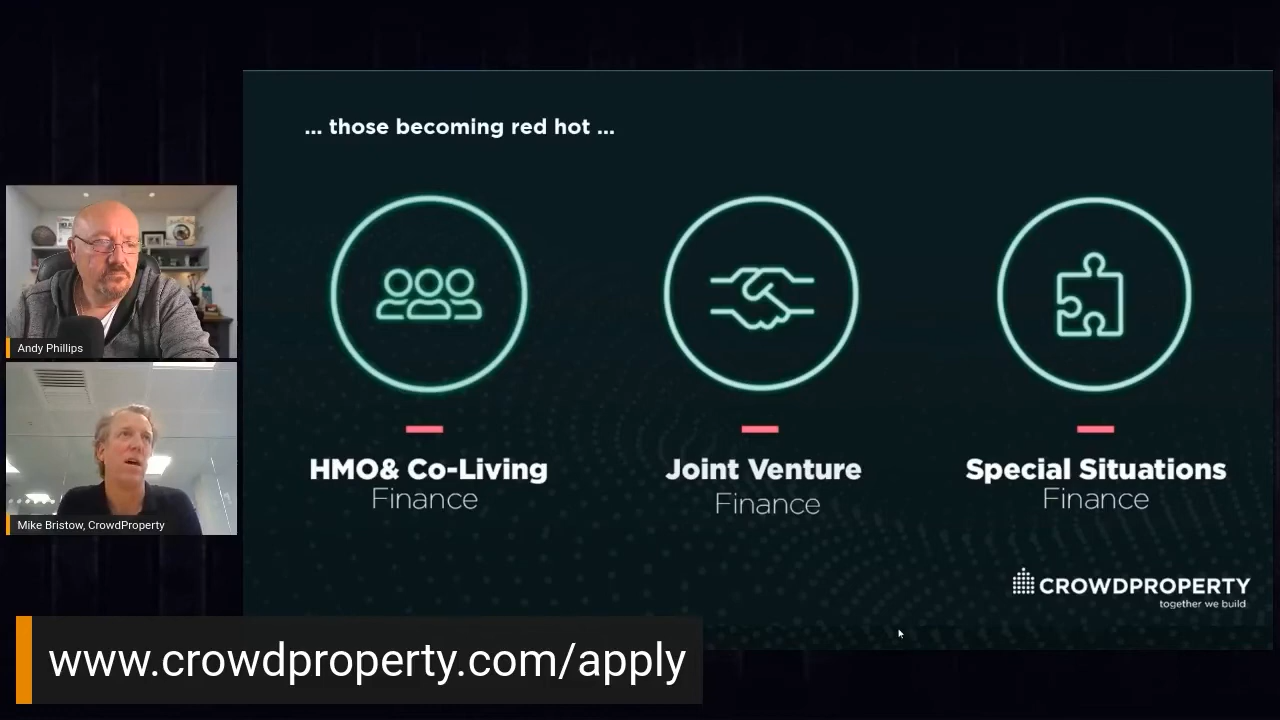 ... those becoming red hot ...
HMO& Co-Living
Finance
Joint Venture
Finance
Special Situations
Finance
Andy Phillips
Mike Bristow, CrowdProperty
CROWDPROPERTY
together we build
www.crowdproperty.com/apply